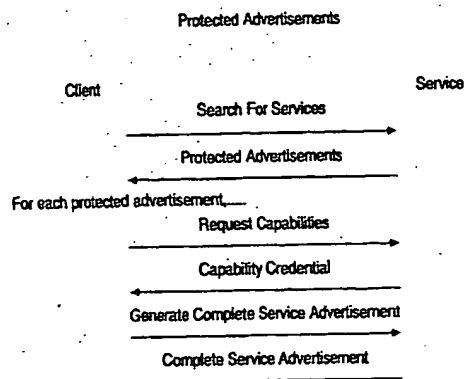 Protected Advertisements
Client
Service
Search For Services
Protected Advertisements
For each protected advertisement,.....
Request Capabilities
Capability Credential
Generate Complete Service Advertisement
Complete Service Advertisement